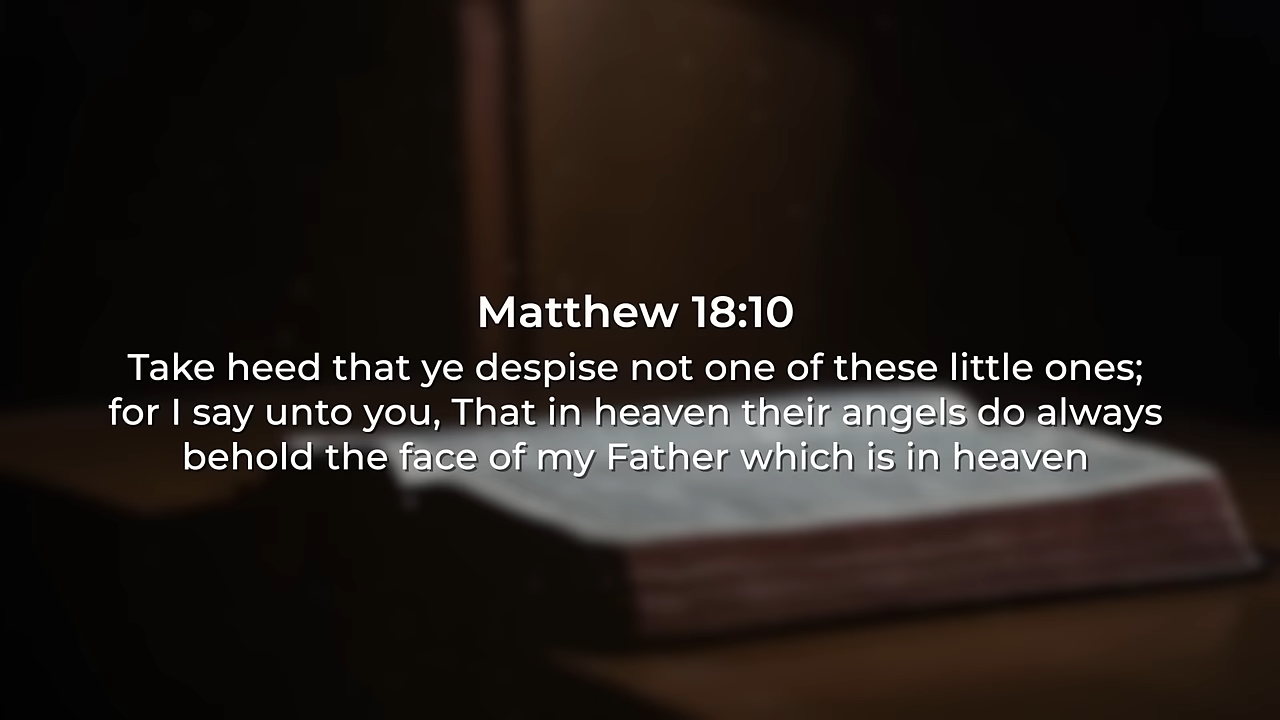 Matthew 18:10
Take heed that ye despise not one of these little ones;
for I say unto you, That in heaven their angels do always
behold the face of my Father which is in heaven